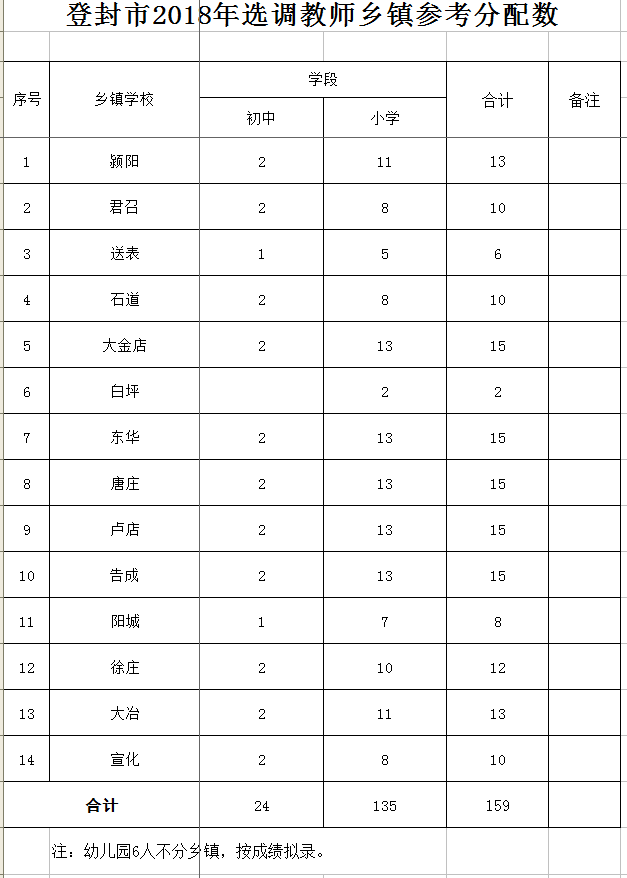 登封市2018年选调教师乡镇参考分配数
序号 乡镇学校 学段 合计 备注
初中 小学
1 颍阳 2 11 13
2 君召 2 8 10
3 送表 1 5 6
4 石道 2 8 10
5 大金店 2 13 15
6 白坪 2 2
7 东华 2 13 15
8 唐庄 2 13 15
9 卢店 2 13 15
10 告成 2 13 15
11 阳城 1 7 8
12 徐庄 2 10 12
13 大冶 2 11 13
14 宣化 2 8 10
合计 24 135 159
注：幼儿园6人不分乡镇，按成绩拟录。